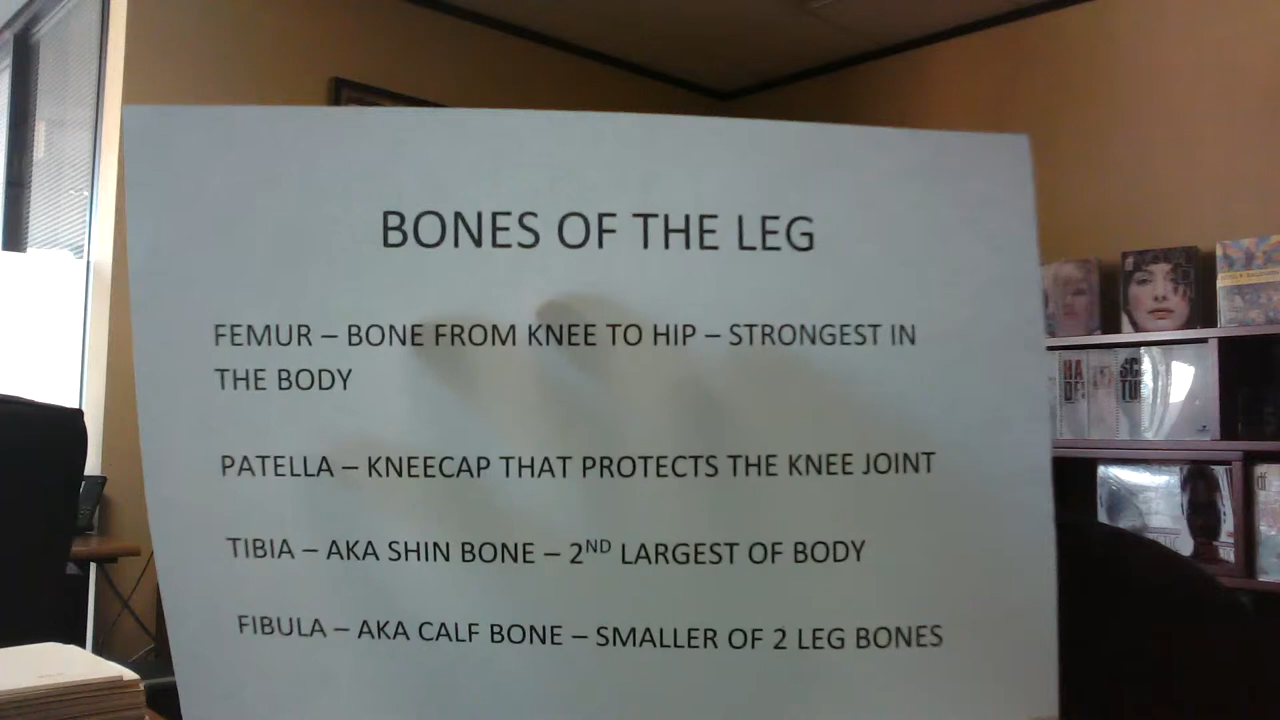 BONES OF THE LEG
FEMUR – BONE FROM KNEE TO HIP – STRONGEST IN
THE BODY
PATELLA – KNEECAP THAT PROTECTS THE KNEE JOINT
TIBIA – AKA SHIN BONE – 2ND LARGEST OF BODY
FIBULA – AKA CALF BONE – SMALLER OF 2 LEG BONES